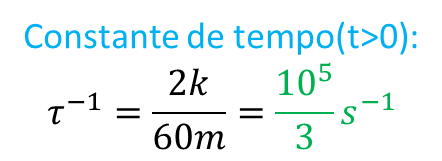 Constante de tempo(t>0):
τ⁻¹ = 2k/60m = 10⁵/3 s⁻¹